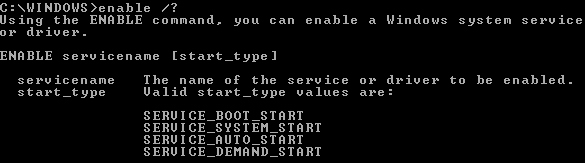 C:\WINDOWS>enable /?
Using the ENABLE command, you can enable a Windows system service
or driver.
ENABLE servicename [start_type]
servicename The name of the service or driver to be enabled.
start_type Valid start_type values are:
SERVICE_BOOT_START
SERVICE_SYSTEM_START
SERVICE_AUTO_START
SERVICE_DEMAND_START